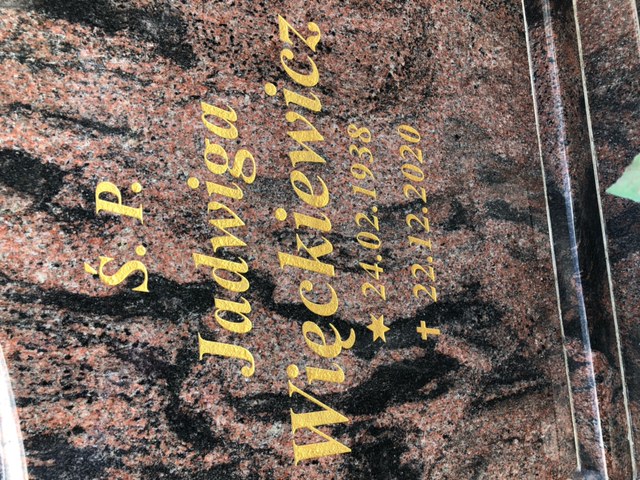 Ś.P.
Jadwiga
Więckiewicz
★ 24.02.1938
✝ 22.12.2020